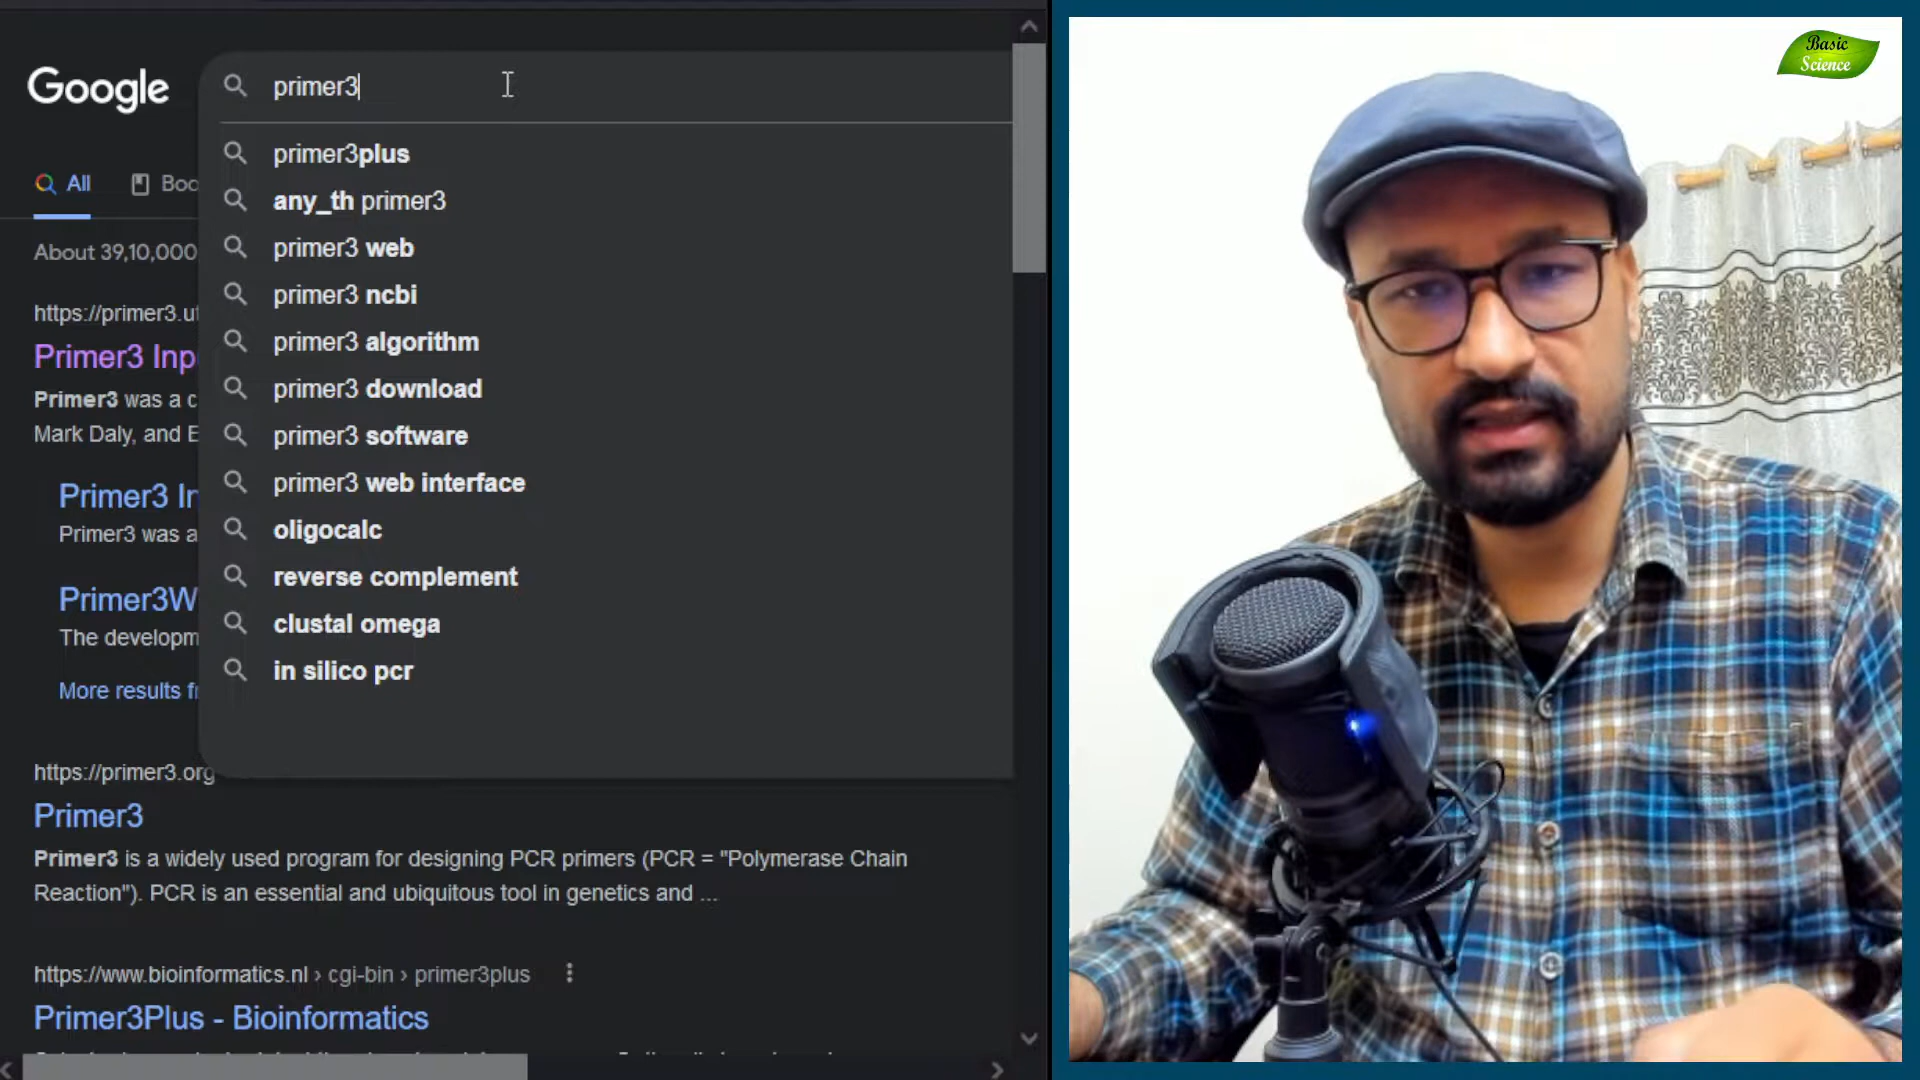 Google
primer3
primer3plus
any_th primer3
primer3 web
primer3 ncbi
primer3 algorithm
primer3 download
primer3 software
primer3 web interface
oligocalc
reverse complement
clustal omega
in silico pcr
All
About 39,10,000
Primer3
Primer3 was a
Mark Daly, and
Primer3
Primer3 was a
The
More results
https://primer3.org
Primer3
Primer3 is a widely used program for designing PCR primers (PCR = "Polymerase Chain
Reaction"). PCR is an essential and ubiquitous tool in genetics and ...
https://www.bioinformatics.nl › cgi-bin › primer3plus
Primer3Plus - Bioinformatics
Basic
Science